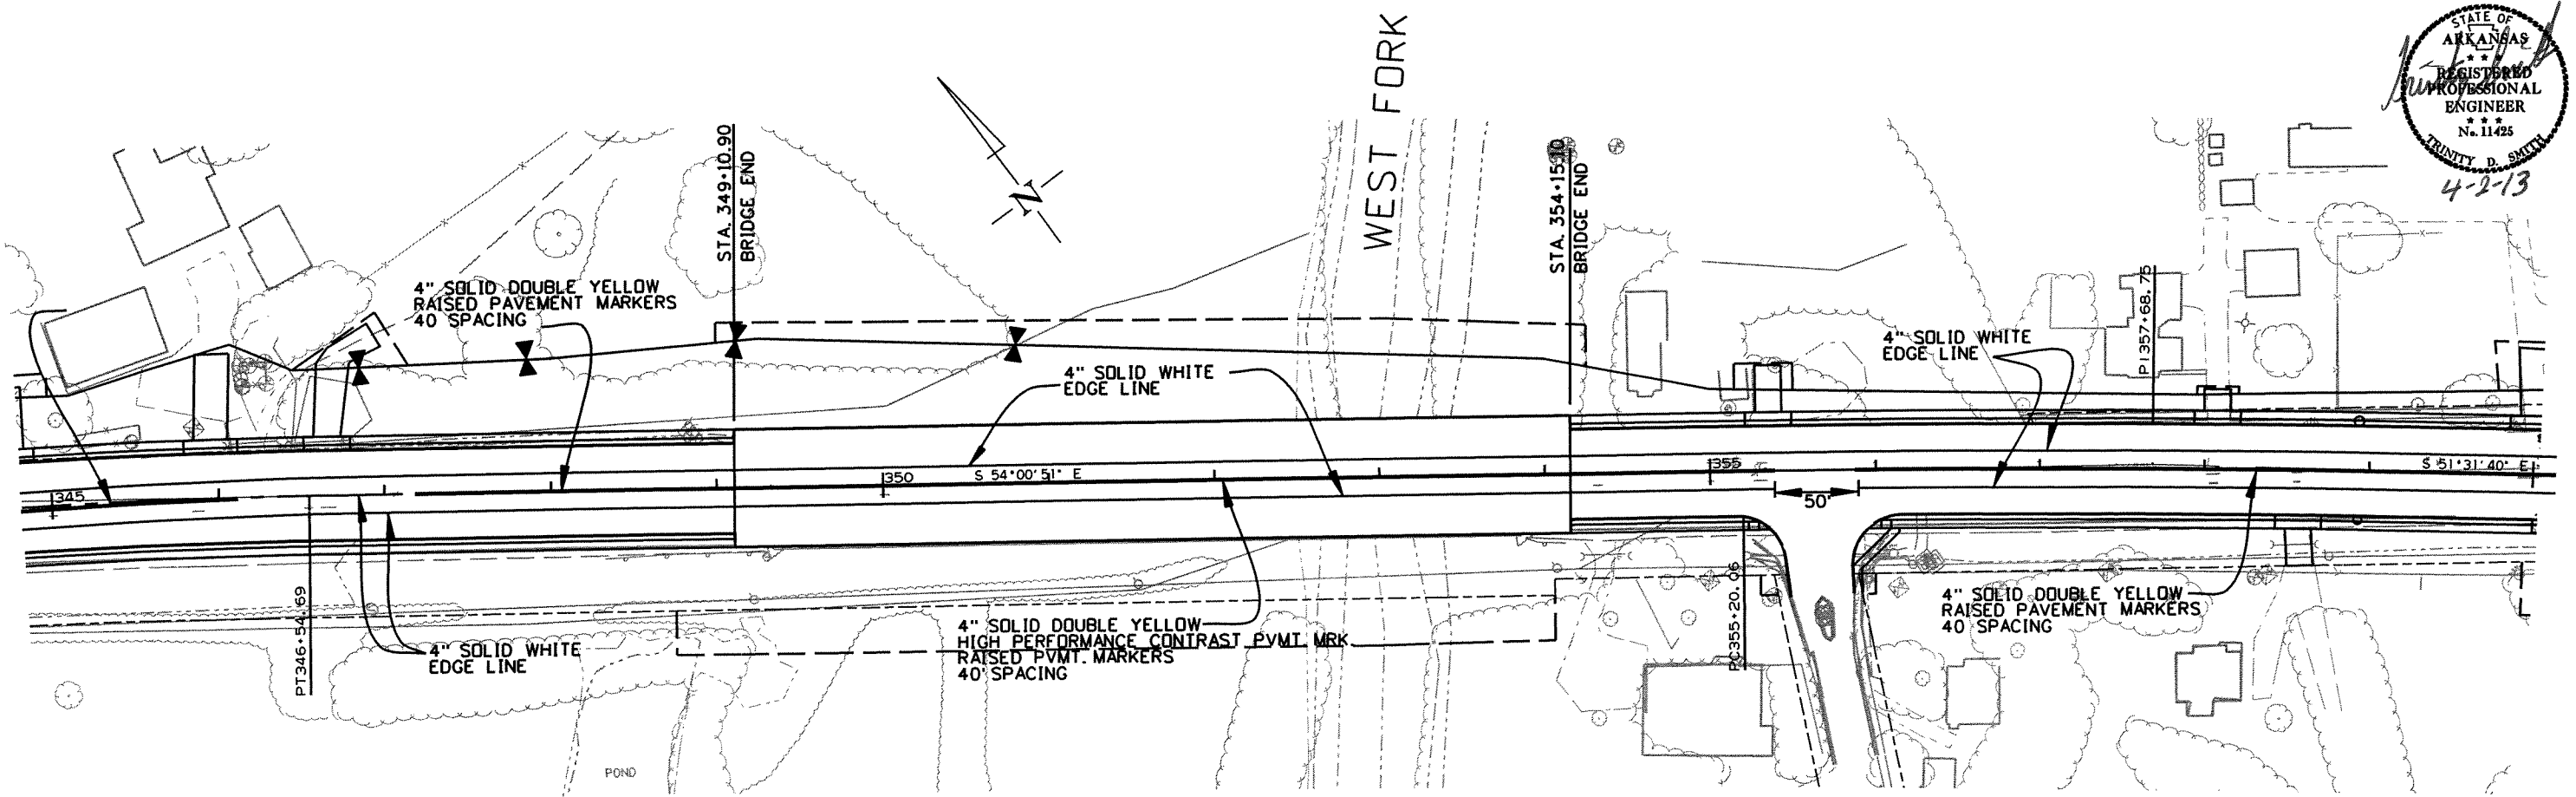 STATE OF
ARKANSAS
★ ★ ★
REGISTERED
PROFESSIONAL
ENGINEER
★ ★ ★
No. 11425
TRINITY D. SMITH
4-2-13
WEST FORK
N
STA. 349+10.90
BRIDGE END
STA. 354+15.10
BRIDGE END
4" SOLID DOUBLE YELLOW
RAISED PAVEMENT MARKERS
40 SPACING
4" SOLID WHITE
EDGE LINE
4" SOLID WHITE
EDGE LINE
PI357+68.75
345
350
S 54°00'51" E
355
S 51°31'40" E
50'
PT346+54.69
4" SOLID WHITE
EDGE LINE
4" SOLID DOUBLE YELLOW
HIGH PERFORMANCE CONTRAST PVMT. MRK.
RAISED PVMT. MARKERS
40' SPACING
PC355+20.06
4" SOLID DOUBLE YELLOW
RAISED PAVEMENT MARKERS
40 SPACING
POND